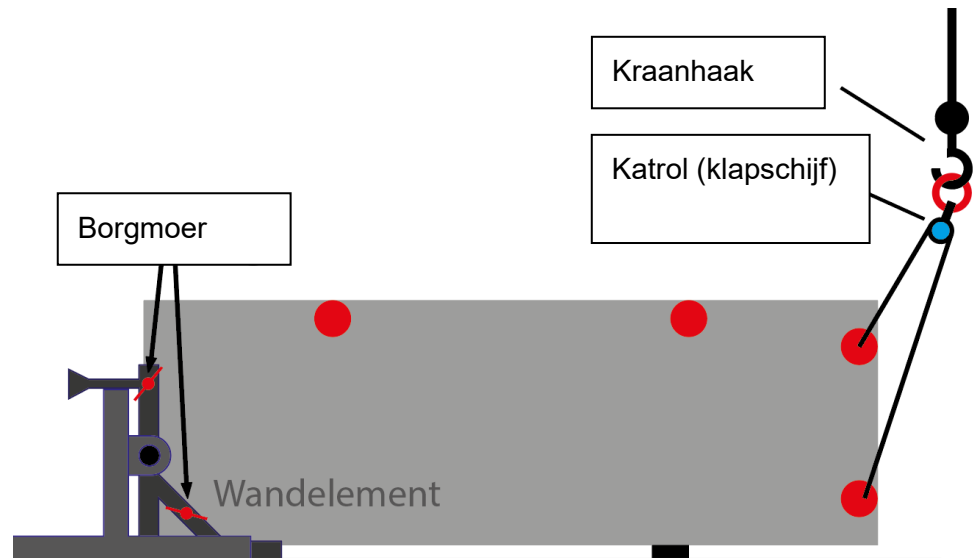 Kraanhaak
Katrol (klapschijf)
Borgmoer
Wandelement